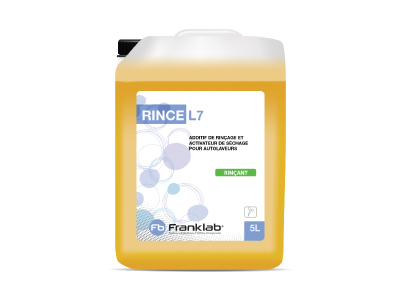 RINCE L7
ADDITIF DE RINÇAGE ET
ACTIVATEUR DE SÉCHAGE
POUR AUTOLAVEURS
RINÇANT
Fb Franklab®
5L